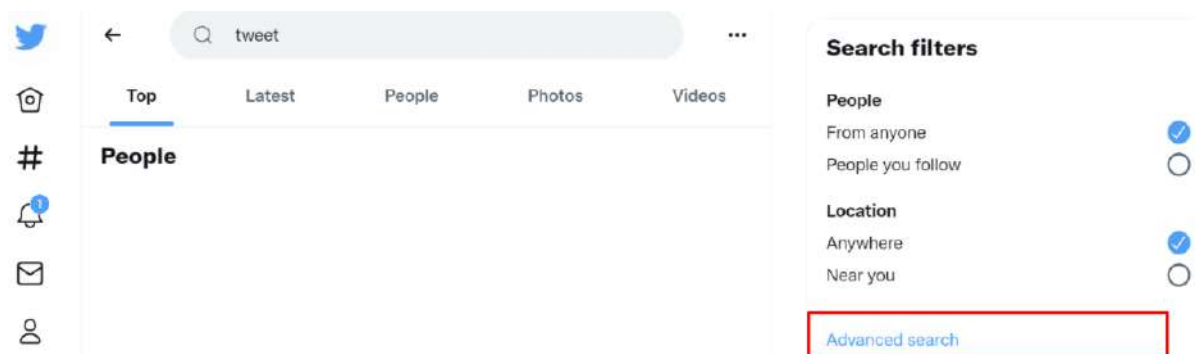 tweet
Top Latest People Photos Videos
People
1
Search filters
People
From anyone
People you follow
Location
Anywhere
Near you
Advanced search